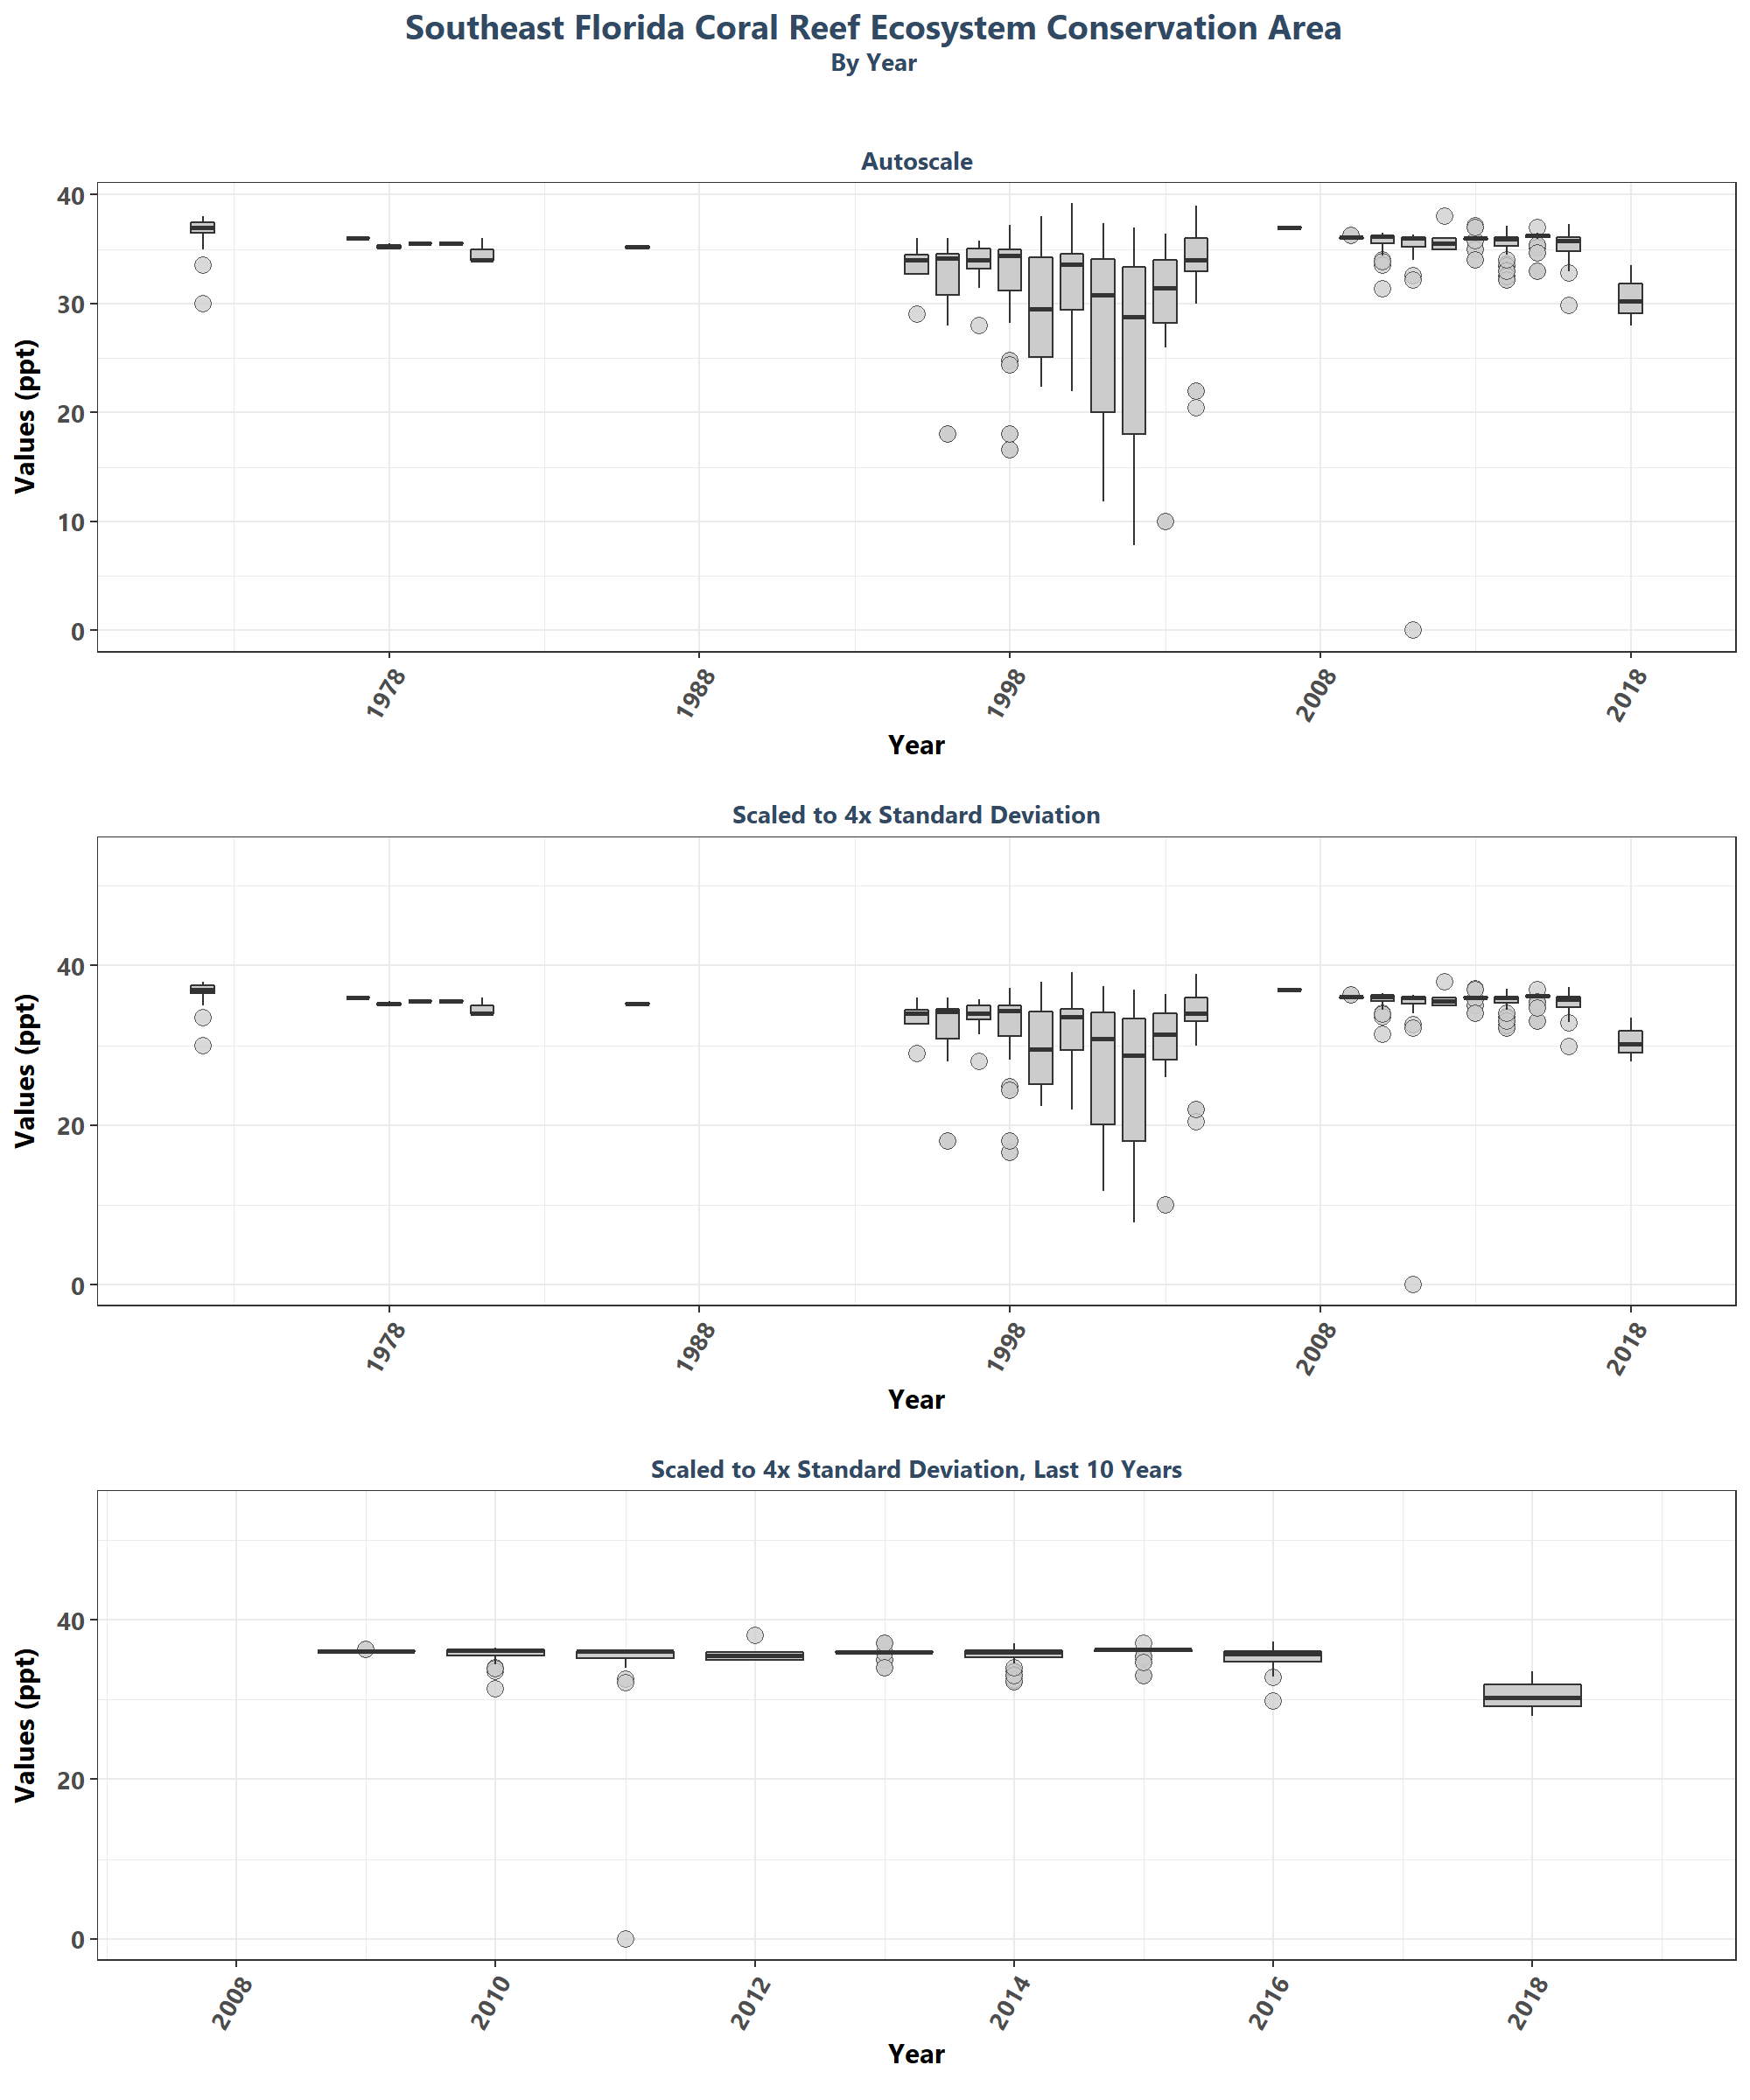 Southeast Florida Coral Reef Ecosystem Conservation Area
By Year
Autoscale
Values (ppt)
40
30
20
10
0
1978
1988
1998
2008
2018
Year
Scaled to 4x Standard Deviation
Values (ppt)
40
20
0
1978
1988
1998
2008
2018
Year
Scaled to 4x Standard Deviation, Last 10 Years
Values (ppt)
40
20
0
2008
2010
2012
2014
2016
2018
Year